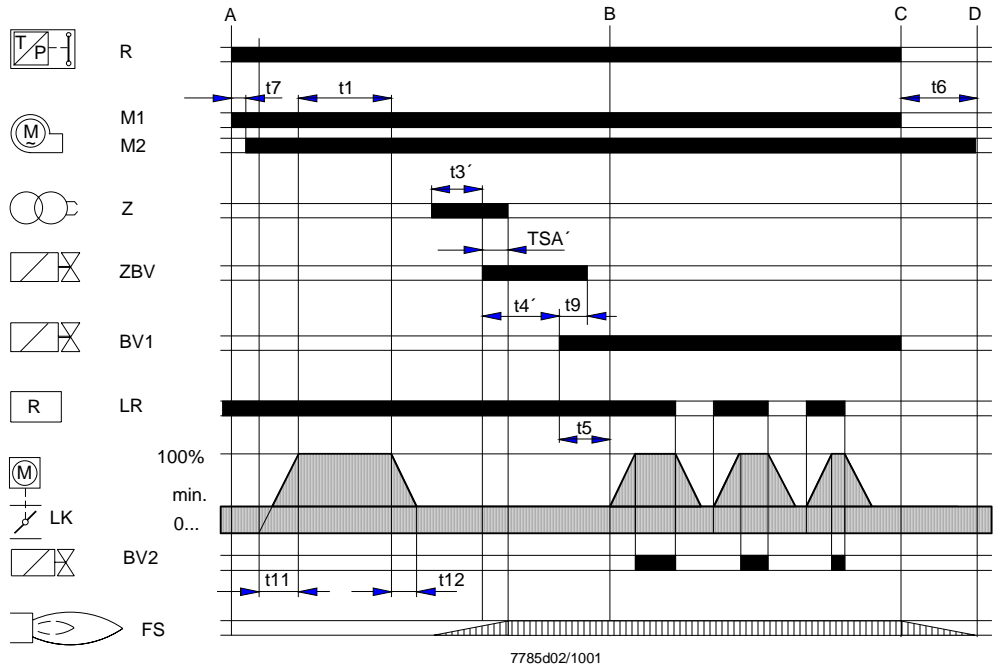 A B C D
T P R
t7 t1 t6
M1
M ~
M2
t3´
Z
TSA´
ZBV
t4´ t9
BV1
R LR
t5
100%
M
min.
LK
0...
BV2
t11 t12
FS
7785d02/1001